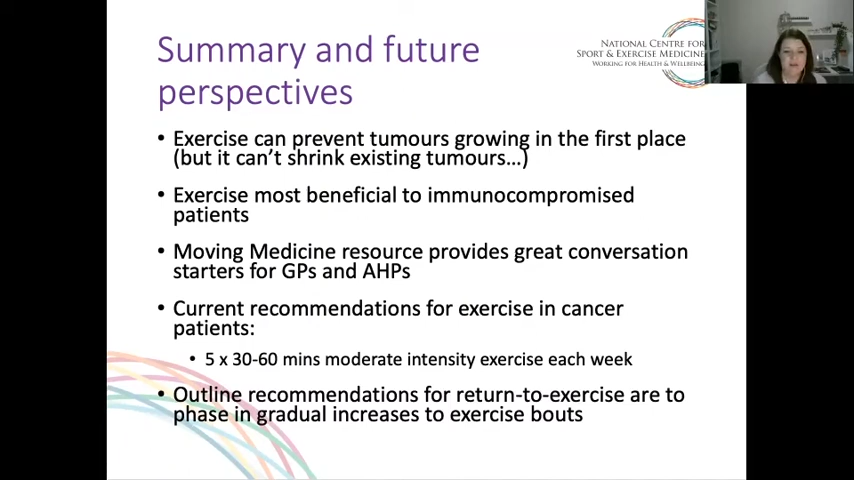 Summary and future
perspectives
NATIONAL CENTRE FOR
SPORT & EXERCISE MEDICINE
WORKING FOR HEALTH & WELLBEING
• Exercise can prevent tumours growing in the first place
(but it can't shrink existing tumours...)
• Exercise most beneficial to immunocompromised
patients
• Moving Medicine resource provides great conversation
starters for GPs and AHPs
• Current recommendations for exercise in cancer
patients:
• 5 x 30-60 mins moderate intensity exercise each week
• Outline recommendations for return-to-exercise are to
phase in gradual increases to exercise bouts